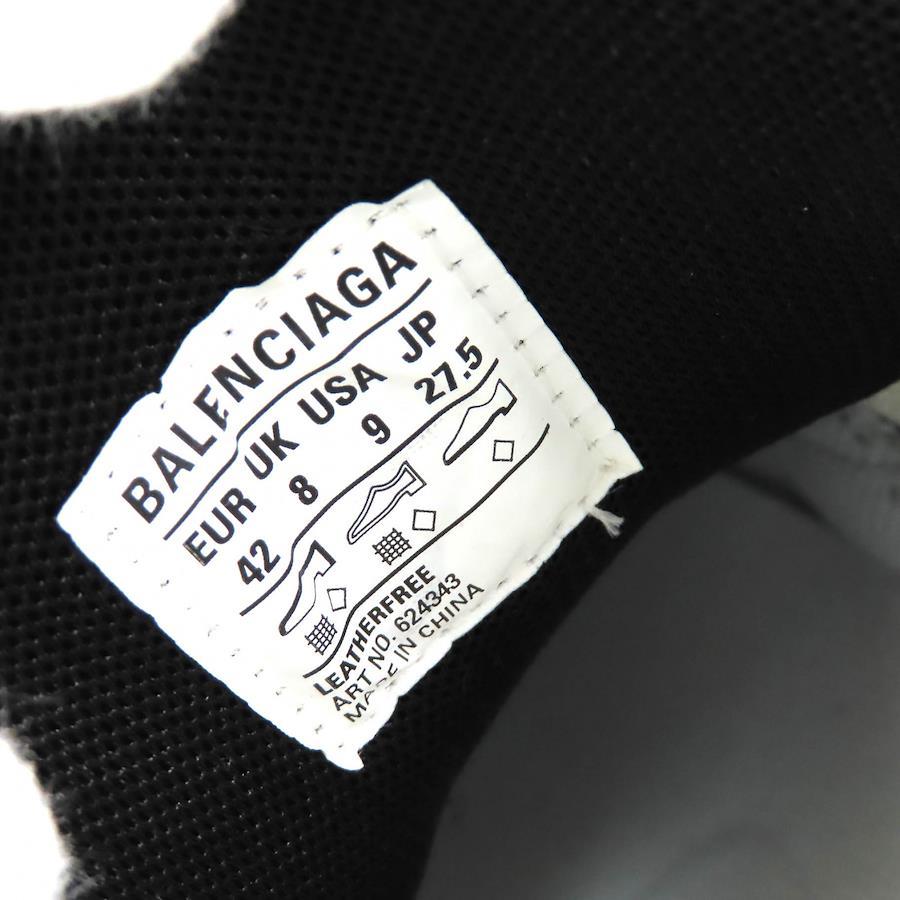 BALENCIAGA
EUR UK USA JP
42 8 9 27.5
LEATHERFREE
ART NO. 624343
MADE IN CHINA